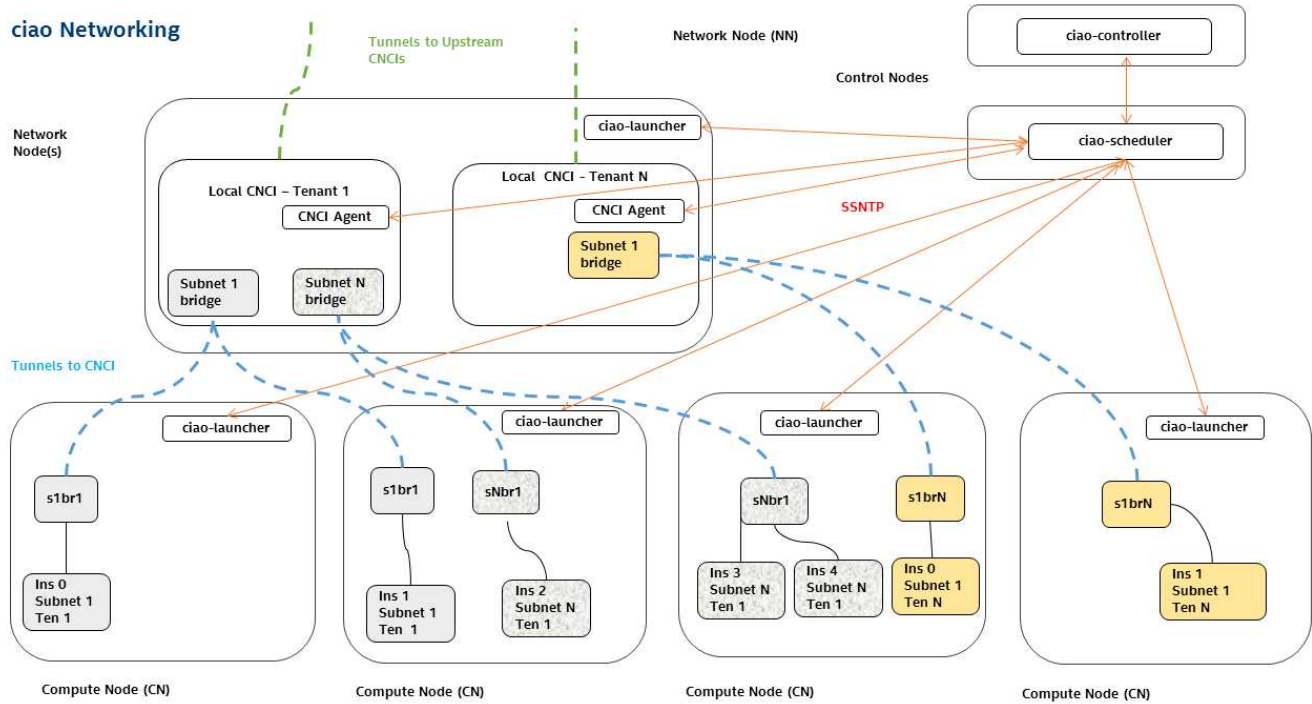 ciao Networking
Tunnels to Upstream
CNCIs
Network Node (NN)
ciao-controller
Control Nodes
Network
Node(s)
ciao-launcher
ciao-scheduler
Local CNCI – Tenant 1
CNCI Agent
Subnet 1
bridge
Subnet N
bridge
Local CNCI - Tenant N
CNCI Agent
Subnet 1
bridge
SSNTP
Tunnels to CNCI
ciao-launcher
s1br1
Ins 0
Subnet 1
Ten 1
Compute Node (CN)
ciao-launcher
s1br1
sNbr1
Ins 1
Subnet 1
Ten 1
Ins 2
Subnet N
Ten 1
Compute Node (CN)
ciao-launcher
sNbr1
s1brN
Ins 3
Subnet N
Ten 1
Ins 4
Subnet N
Ten 1
Ins 0
Subnet 1
Ten N
Compute Node (CN)
ciao-launcher
s1brN
Ins 1
Subnet 1
Ten N
Compute Node (CN)